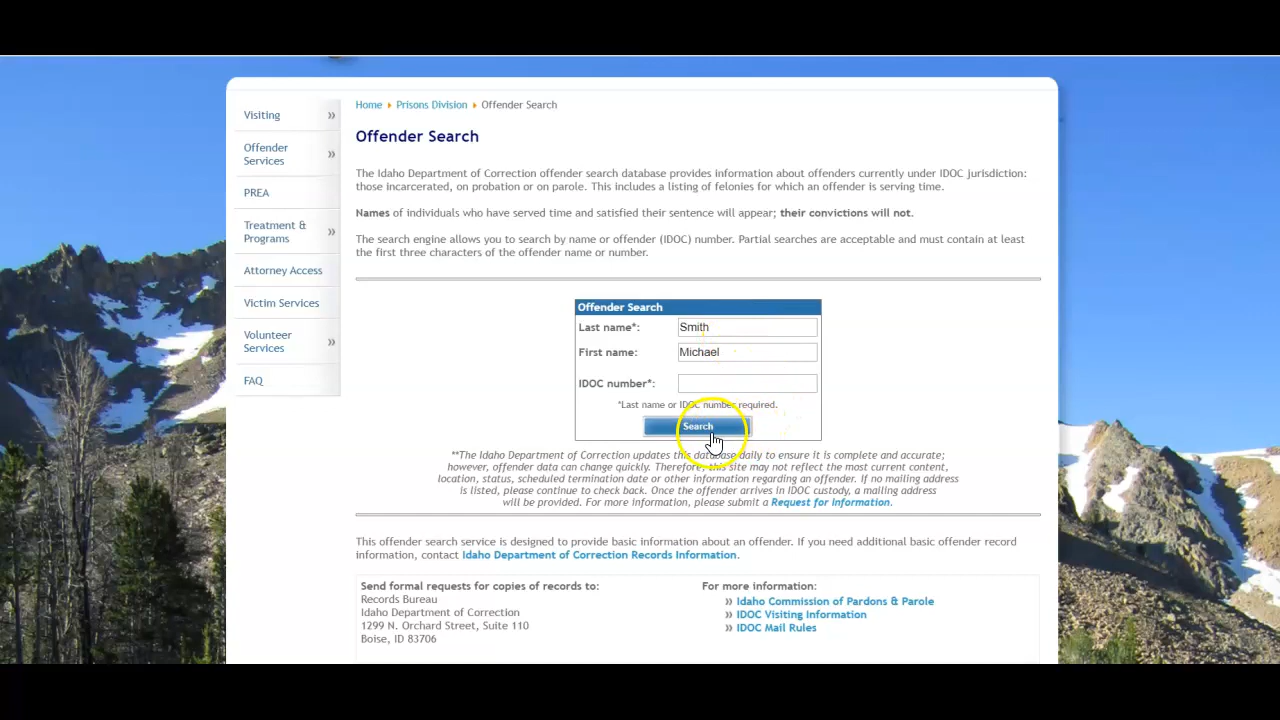 Home Prisons Division Offender Search
Visiting »
Offender
Services »
PREA
Treatment &
Programs »
Attorney Access
Victim Services
Volunteer
Services »
FAQ
Offender Search
The Idaho Department of Correction offender search database provides information about offenders currently under IDOC jurisdiction:
those incarcerated, on probation or on parole. This includes a listing of felonies for which an offender is serving time.
Names of individuals who have served time and satisfied their sentence will appear; their convictions will not.
The search engine allows you to search by name or offender (IDOC) number. Partial searches are acceptable and must contain at least
the first three characters of the offender name or number.
Offender Search
Last name*: Smith
First name: Michael
IDOC number*:
*Last name or IDOC number required.
Search
**The Idaho Department of Correction updates this database daily to ensure it is complete and accurate;
however, offender data can change quickly. Therefore, this site may not reflect the most current content,
location, status, scheduled termination date or other information regarding an offender. If no mailing address
is listed, please continue to check back. Once the offender arrives in IDOC custody, a mailing address
will be provided. For more information, please submit a Request for Information.
This offender search service is designed to provide basic information about an offender. If you need additional basic offender record
information, contact Idaho Department of Correction Records Information.
Send formal requests for copies of records to:
Records Bureau
Idaho Department of Correction
1299 N. Orchard Street, Suite 110
Boise, ID 83706
For more information:
» Idaho Commission of Pardons & Parole
» IDOC Visiting Information
» IDOC Mail Rules